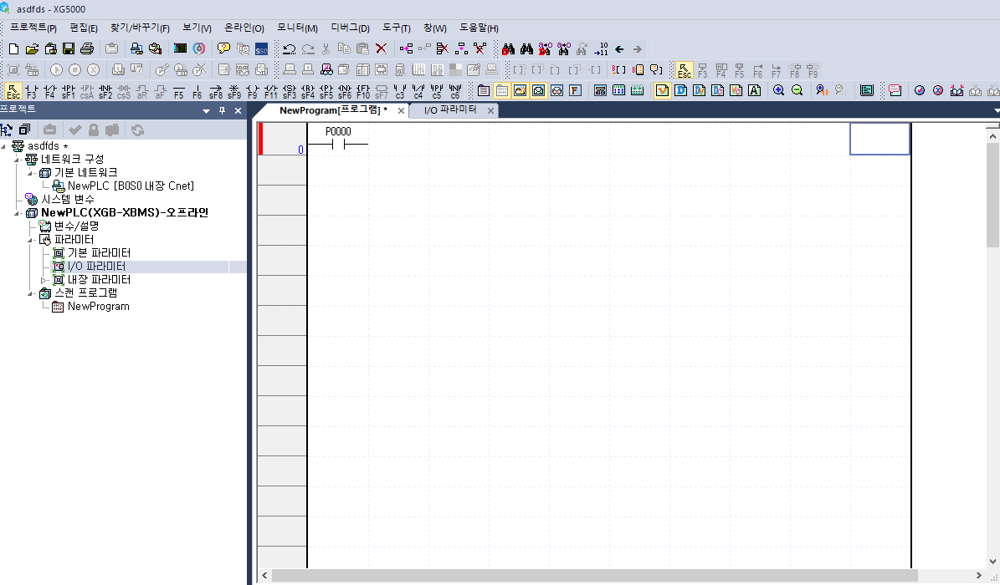 asdfds - XG5000
프로젝트(P) 편집(E) 찾기/바꾸기(F) 보기(V) 온라인(O) 모니터(M) 디버그(D) 도구(T) 창(W) 도움말(H)
Esc F3 F4 F5 F6 F7 F8 F9
Esc F3 F4 sF1 csA sF2 csS aR aF F5 F6 sF8 sF9 F9 F11 sF3 sF4 sF5 sF6 F10 sF7 c3 c4 c5 c6
프로젝트
NewProgram[프로그램] * I/O 파라미터
asdfds *
네트워크 구성
기본 네트워크
NewPLC [B0S0 내장 Cnet]
시스템 변수
NewPLC(XGB-XBMS)-오프라인
변수/설명
파라미터
기본 파라미터
I/O 파라미터
내장 파라미터
스캔 프로그램
NewProgram
P0000
0